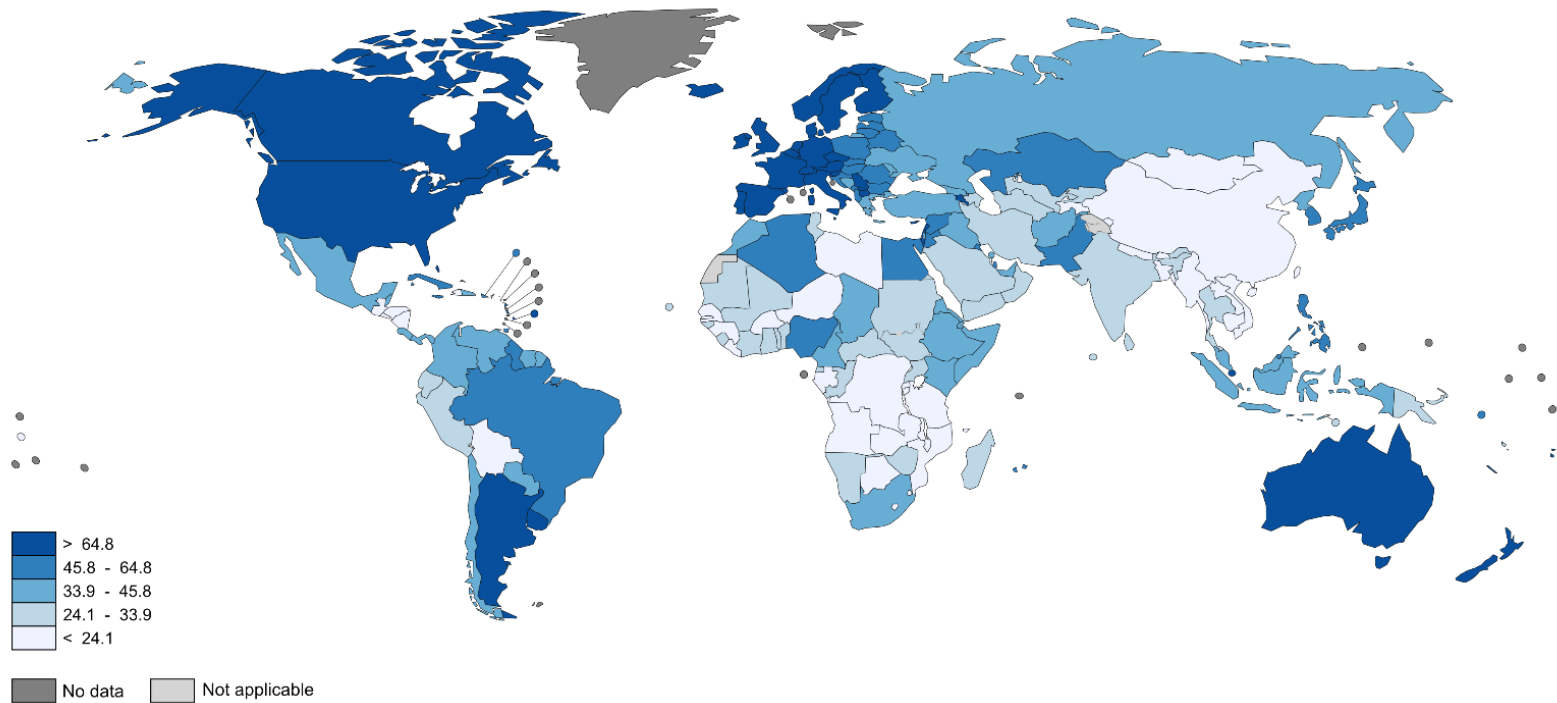 > 64.8
45.8 - 64.8
33.9 - 45.8
24.1 - 33.9
< 24.1
No data
Not applicable